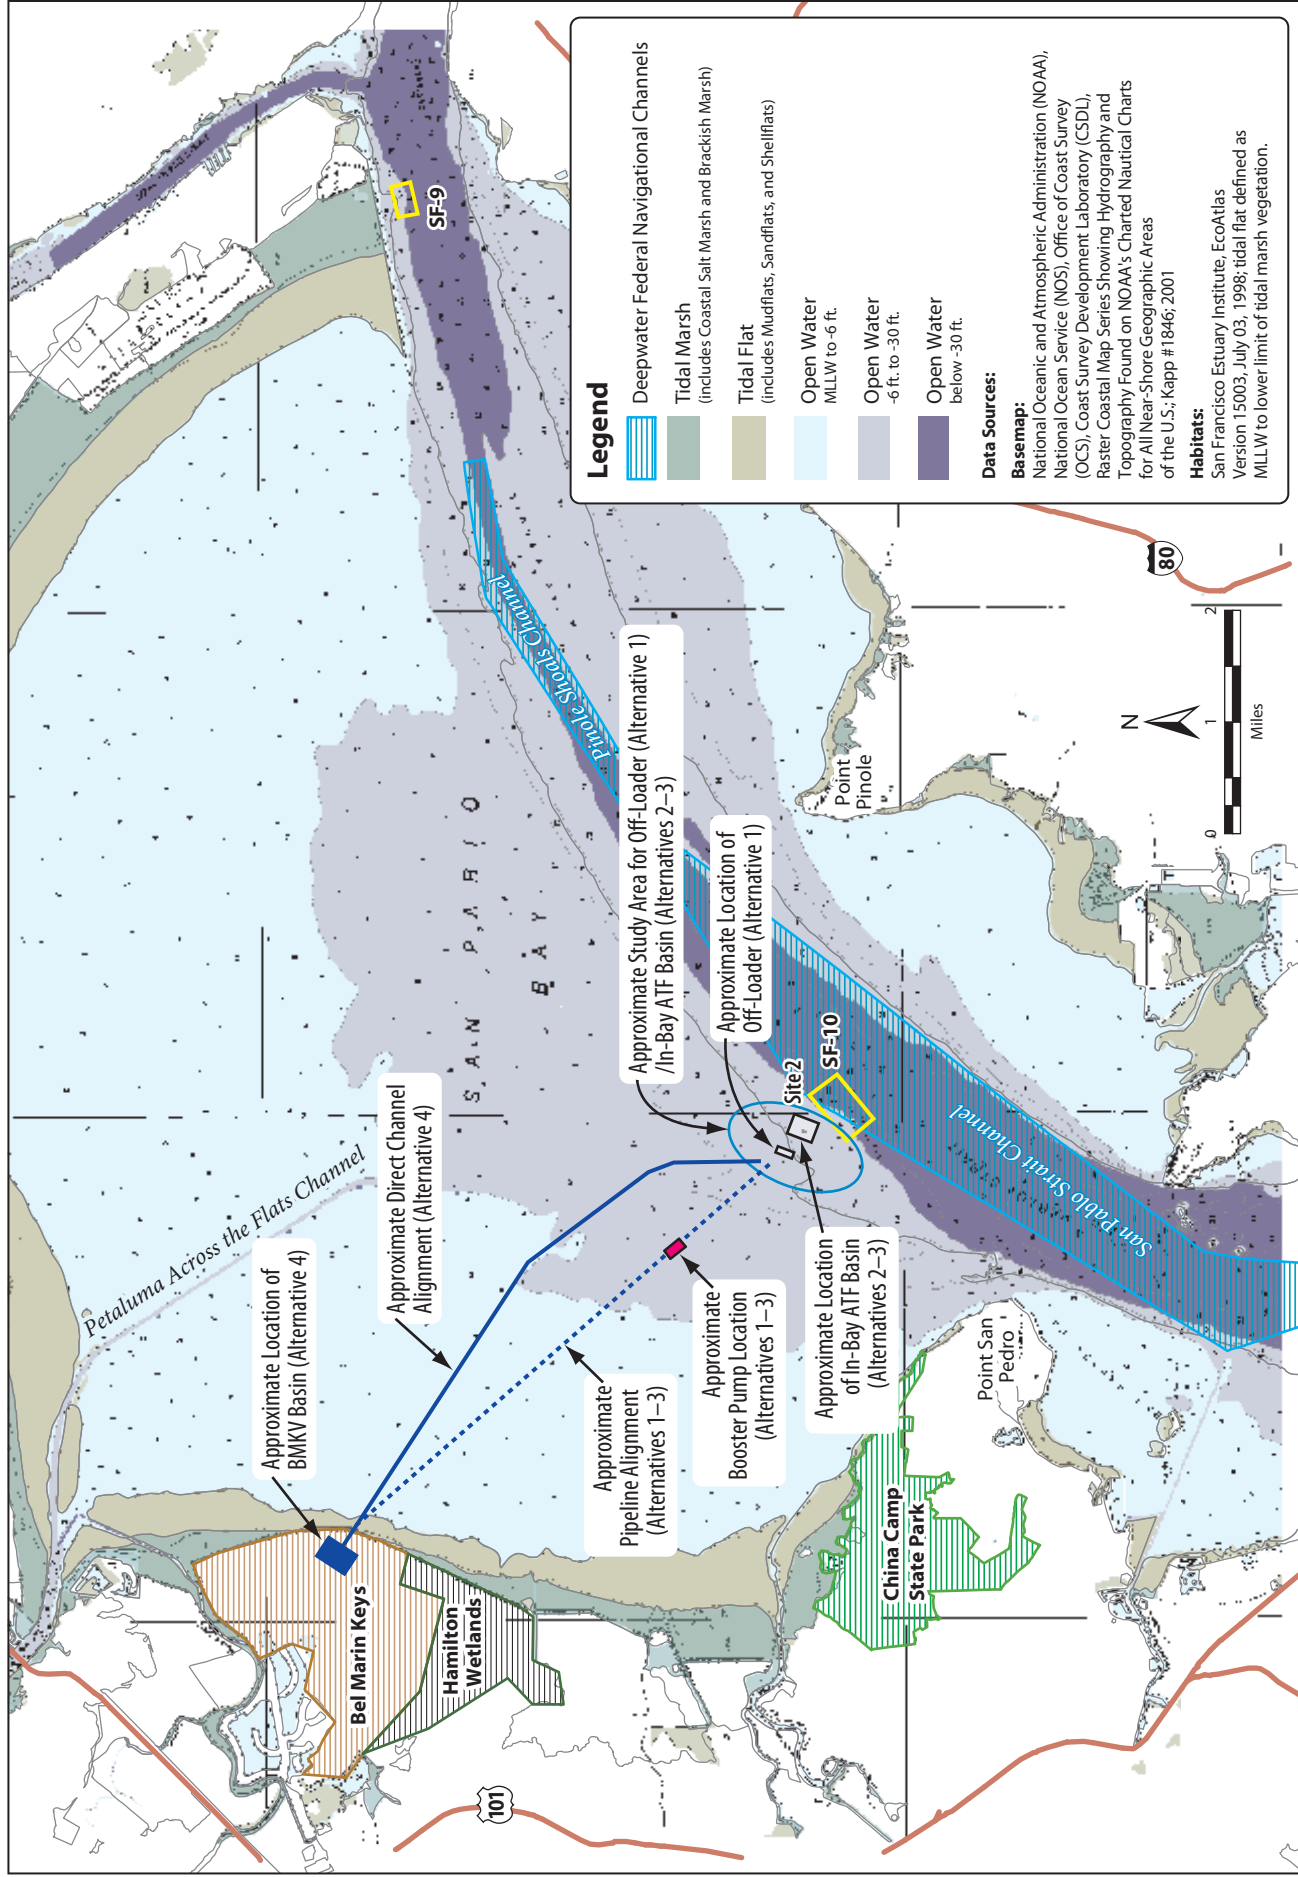 Petaluma Across the Flats Channel
Approximate Location of
BMKV Basin (Alternative 4)
Approximate Direct Channel
Alignment (Alternative 4)
SAN PABLO
BAY
Bel Marin Keys
Hamilton
Wetlands
101
Approximate
Pipeline Alignment
(Alternatives 1–3)
Approximate
Booster Pump Location
(Alternatives 1–3)
Approximate Location
of In-Bay ATF Basin
(Alternatives 2–3)
Approximate Study Area for Off-Loader (Alternative 1)
/In-Bay ATF Basin (Alternatives 2–3)
Approximate Location of
Off-Loader (Alternative 1)
Site 2
SF-10
SF-9
Pinole Shoals Channel
San Pablo Strait Channel
China Camp
State Park
Point San
Pedro
Point
Pinole
80
N
0 1 2
Miles
Legend
Deepwater Federal Navigational Channels
Tidal Marsh
(includes Coastal Salt Marsh and Brackish Marsh)
Tidal Flat
(includes Mudflats, Sandflats, and Shellflats)
Open Water
MLLW to -6 ft.
Open Water
-6 ft. to -30 ft.
Open Water
below -30 ft.
Data Sources:
Basemap:
National Oceanic and Atmospheric Administration (NOAA),
National Ocean Service (NOS), Office of Coast Survey
(OCS), Coast Survey Development Laboratory (CSDL),
Raster Coastal Map Series Showing Hydrography and
Topography Found on NOAA's Charted Nautical Charts
for All Near-Shore Geographic Areas
of the U.S.; Kapp #1846; 2001
Habitats:
San Francisco Estuary Institute, EcoAtlas
Version 15003, July 03, 1998; tidal flat defined as
MLLW to lower limit of tidal marsh vegetation.